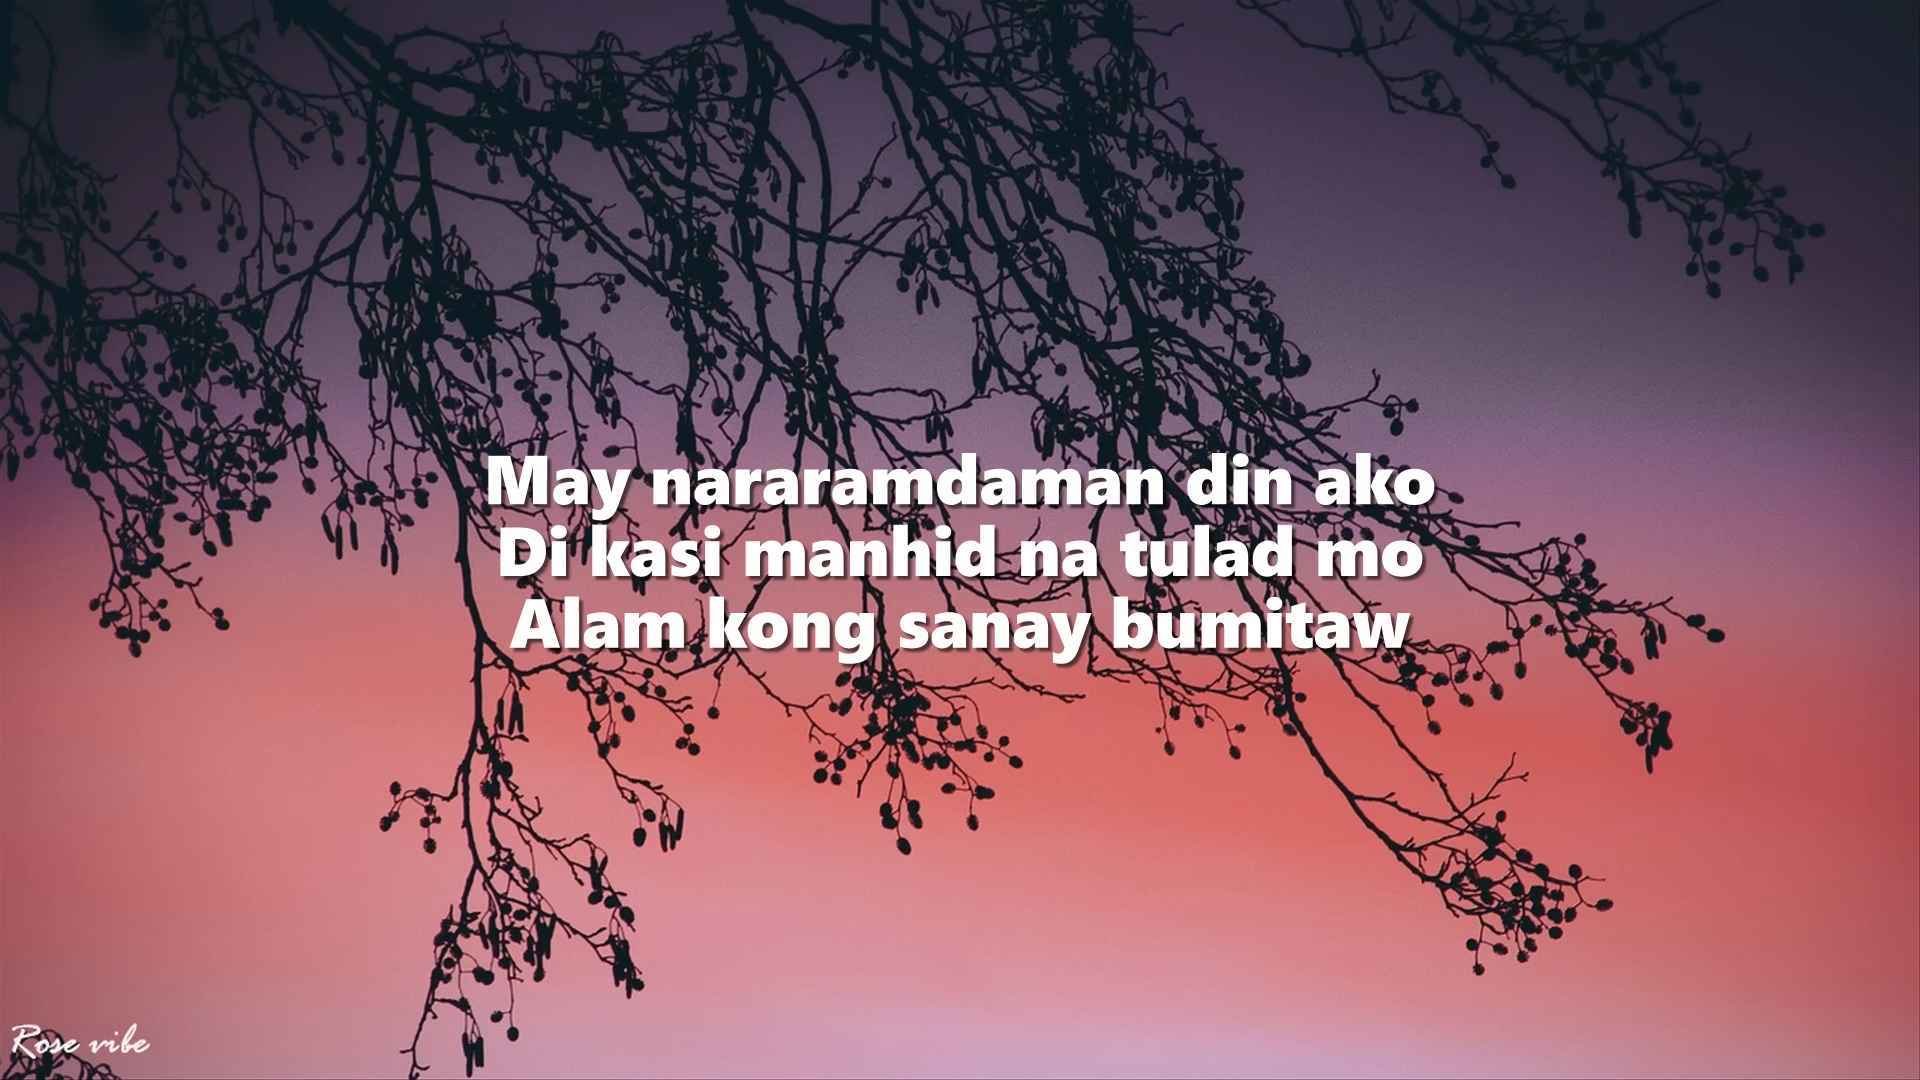 May nararamdaman din ako
Di kasi manhid na tulad mo
Alam kong sanay bumitaw
Rose vibe